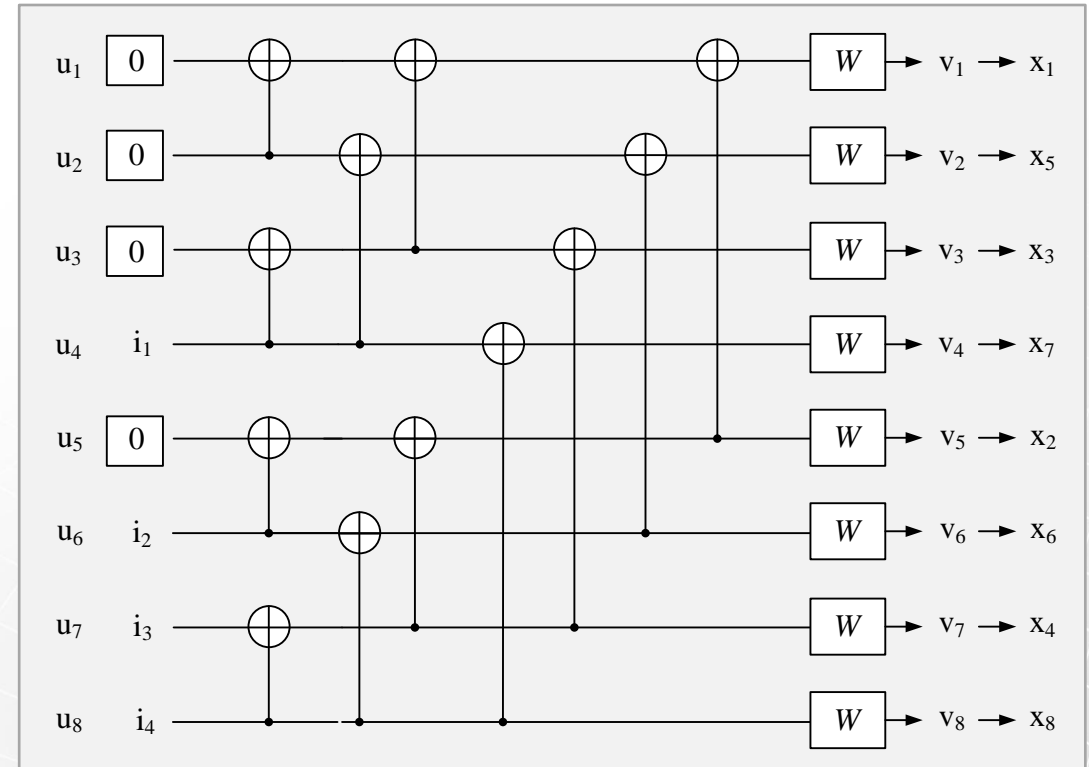 u₁ 0 W v₁ x₁
u₂ 0 W v₂ x₅
u₃ 0 W v₃ x₃
u₄ i₁ W v₄ x₇
u₅ 0 W v₅ x₂
u₆ i₂ W v₆ x₆
u₇ i₃ W v₇ x₄
u₈ i₄ W v₈ x₈